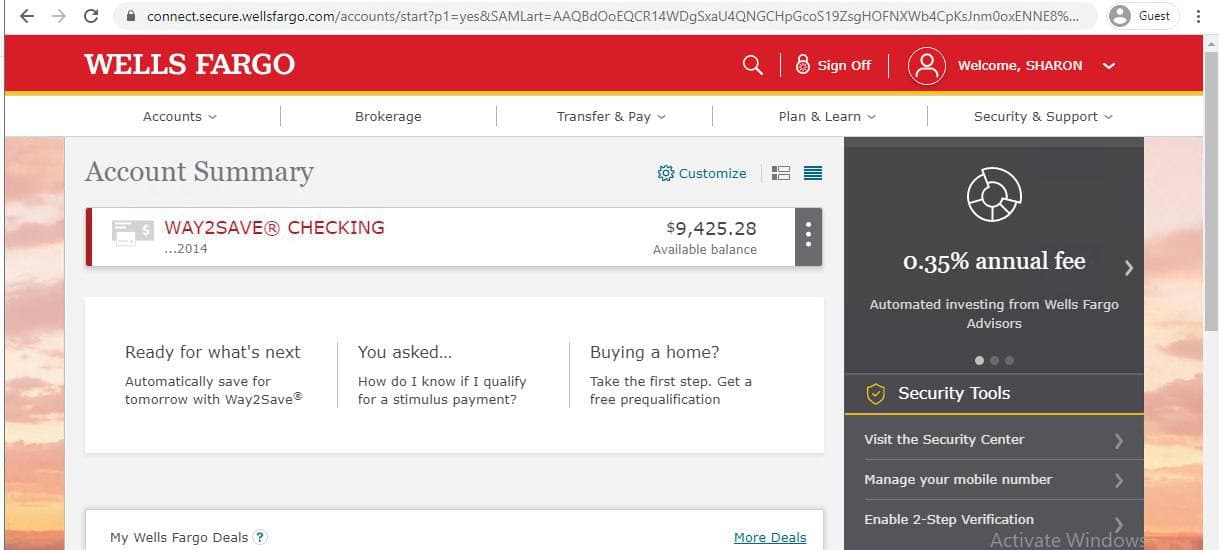 connect.secure.wellsfargo.com/accounts/start?p1=yes&SAMLart=AAQBdOoEQCR14WDgSxaU4QNGCHpGcoS19ZsgHOFNXWb4CpKsJnm0oxENNE8%...
Guest
WELLS FARGO
Sign Off
Welcome, SHARON
Accounts
Brokerage
Transfer & Pay
Plan & Learn
Security & Support
Account Summary
Customize
WAY2SAVE® CHECKING
...2014
$9,425.28
Available balance
0.35% annual fee
Automated investing from Wells Fargo
Advisors
Ready for what's next
Automatically save for
tomorrow with Way2Save®
You asked...
How do I know if I qualify
for a stimulus payment?
Buying a home?
Take the first step. Get a
free prequalification
Security Tools
Visit the Security Center
Manage your mobile number
Enable 2-Step Verification
My Wells Fargo Deals ?
More Deals
Activate Windows